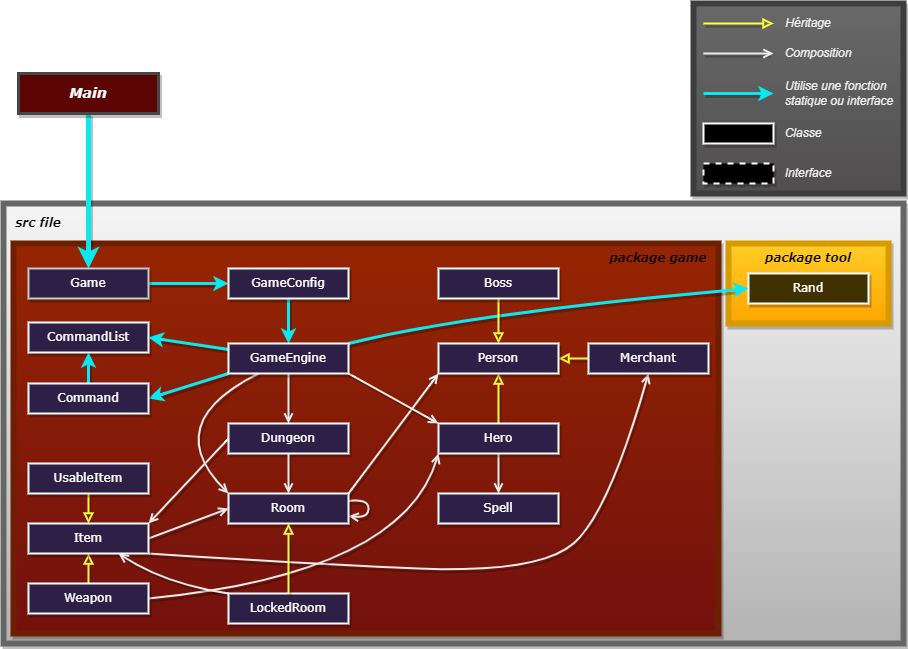 Héritage
Composition
Utilise une fonction
statique ou interface
Classe
Interface
Main
src file
package game
package tool
Game
GameConfig
Boss
Rand
CommandList
GameEngine
Person
Merchant
Command
Dungeon
Hero
UsableItem
Room
Spell
Item
Weapon
LockedRoom